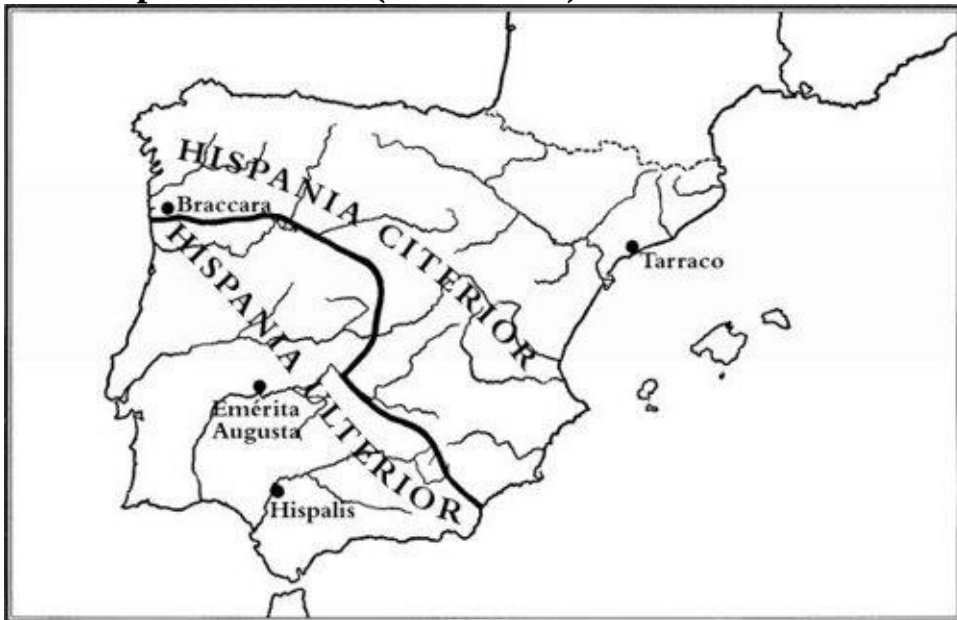 HISPANIA CITERIOR
Braccara
HISPANIA ULTERIOR
Tarraco
Emérita
Augusta
Hispalis